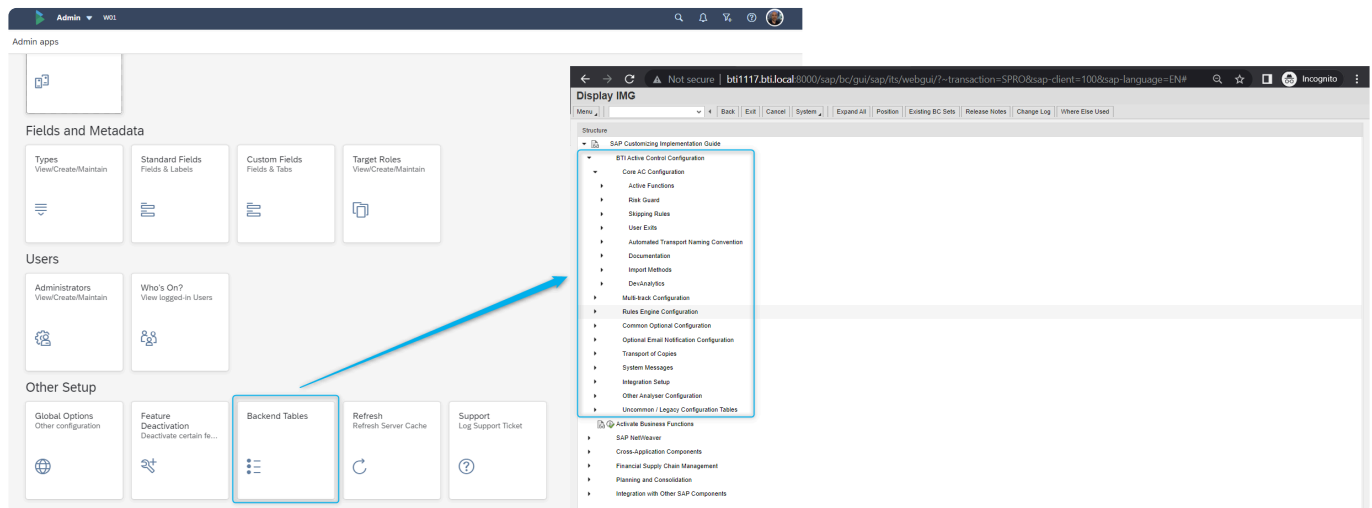 Admin
W01
Admin apps
Fields and Metadata
Types
View/Create/Maintain
Standard Fields
Fields & Labels
Custom Fields
Fields & Tabs
Target Roles
View/Create/Maintain
Users
Administrators
View/Create/Maintain
Who's On?
View logged-in Users
Other Setup
Global Options
Other configuration
Feature
Deactivation
Deactivate certain fe...
Backend Tables
Refresh
Refresh Server Cache
Support
Log Support Ticket
Not secure | bti1117.bti.local:8000/sap/bc/gui/sap/its/webgui/?~transaction=SPRO&sap-client=100&sap-language=EN#
Incognito
Display IMG
Menu
Back
Exit
Cancel
System
Expand All
Position
Existing BC Sets
Release Notes
Change Log
Where Else Used
Structure
SAP Customizing Implementation Guide
BTI Active Control Configuration
Core AC Configuration
Active Functions
Risk Guard
Skipping Rules
User Exits
Automated Transport Naming Convention
Documentation
Import Methods
DevAnalytics
Multi-track Configuration
Rules Engine Configuration
Common Optional Configuration
Optional Email Notification Configuration
Transport of Copies
System Messages
Integration Setup
Other Analyser Configuration
Uncommon / Legacy Configuration Tables
Activate Business Functions
SAP NetWeaver
Cross-Application Components
Financial Supply Chain Management
Planning and Consolidation
Integration with Other SAP Components